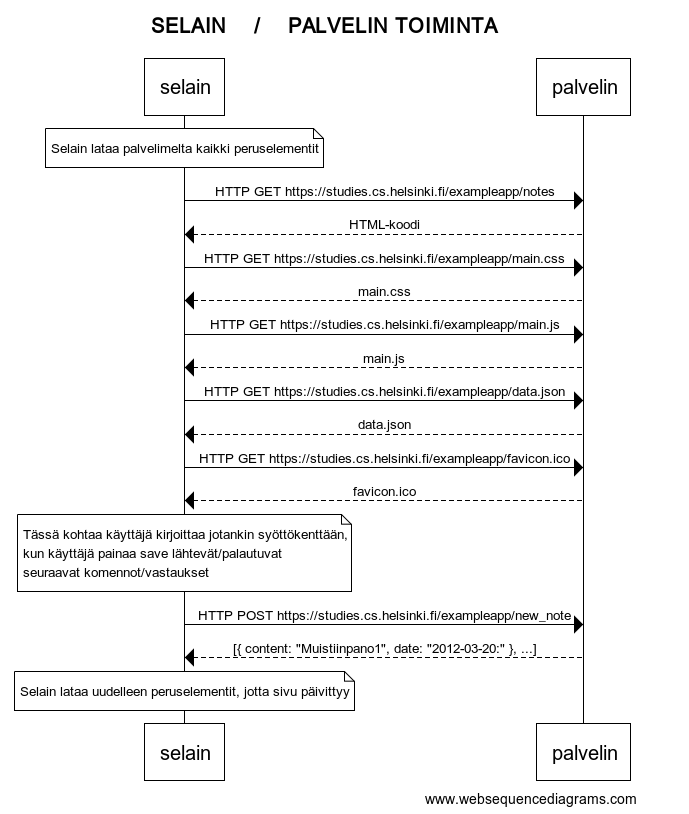 SELAIN / PALVELIN TOIMINTA
selain
palvelin
Selain lataa palvelimelta kaikki peruselementit
HTTP GET https://studies.cs.helsinki.fi/exampleapp/notes
HTML-koodi
HTTP GET https://studies.cs.helsinki.fi/exampleapp/main.css
main.css
HTTP GET https://studies.cs.helsinki.fi/exampleapp/main.js
main.js
HTTP GET https://studies.cs.helsinki.fi/exampleapp/data.json
data.json
HTTP GET https://studies.cs.helsinki.fi/exampleapp/favicon.ico
favicon.ico
Tässä kohtaa käyttäjä kirjoittaa jotankin syöttökenttään,
kun käyttäjä painaa save lähtevät/palautuvat
seuraavat komennot/vastaukset
HTTP POST https://studies.cs.helsinki.fi/exampleapp/new_note
[{ content: "Muistiinpano1", date: "2012-03-20:" }, ...]
Selain lataa uudelleen peruselementit, jotta sivu päivittyy
selain
palvelin
www.websequencediagrams.com